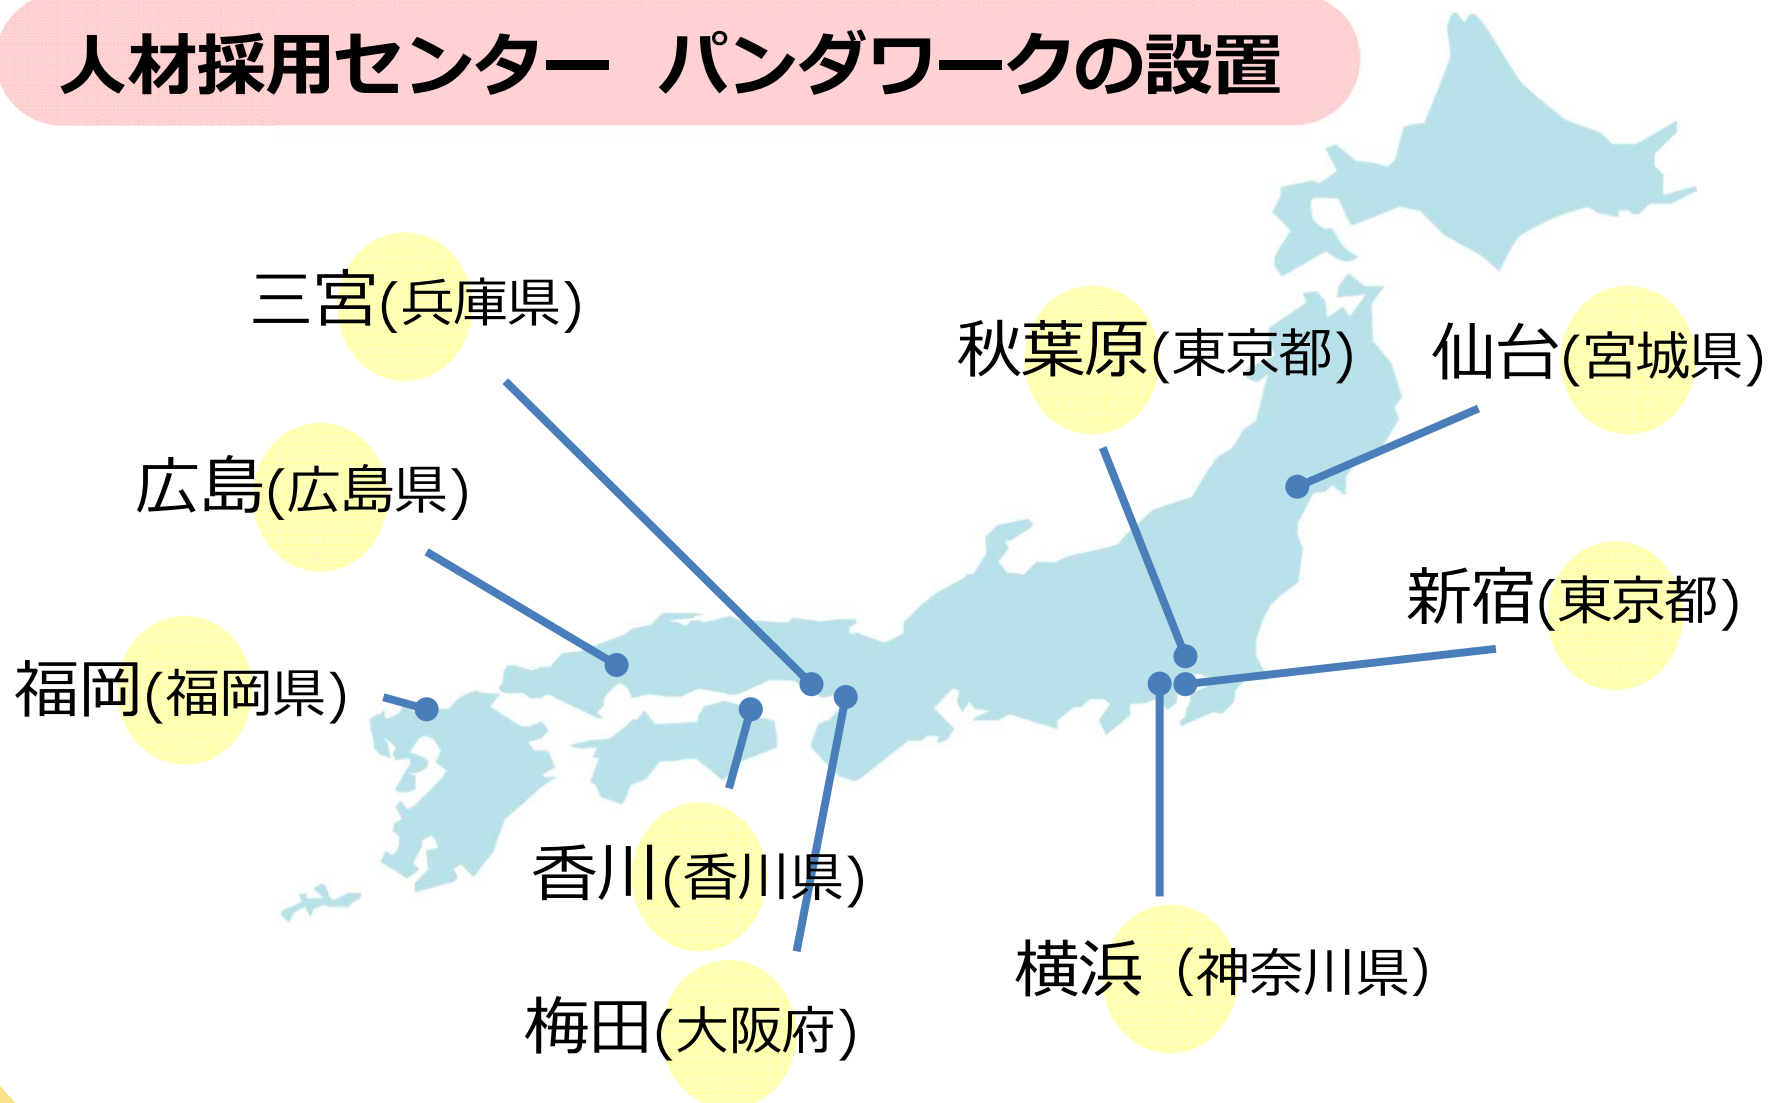 人材採用センター パンダワークの設置
三宮(兵庫県)
秋葉原(東京都)
仙台(宮城県)
広島(広島県)
新宿(東京都)
福岡(福岡県)
香川(香川県)
横浜（神奈川県）
梅田(大阪府)